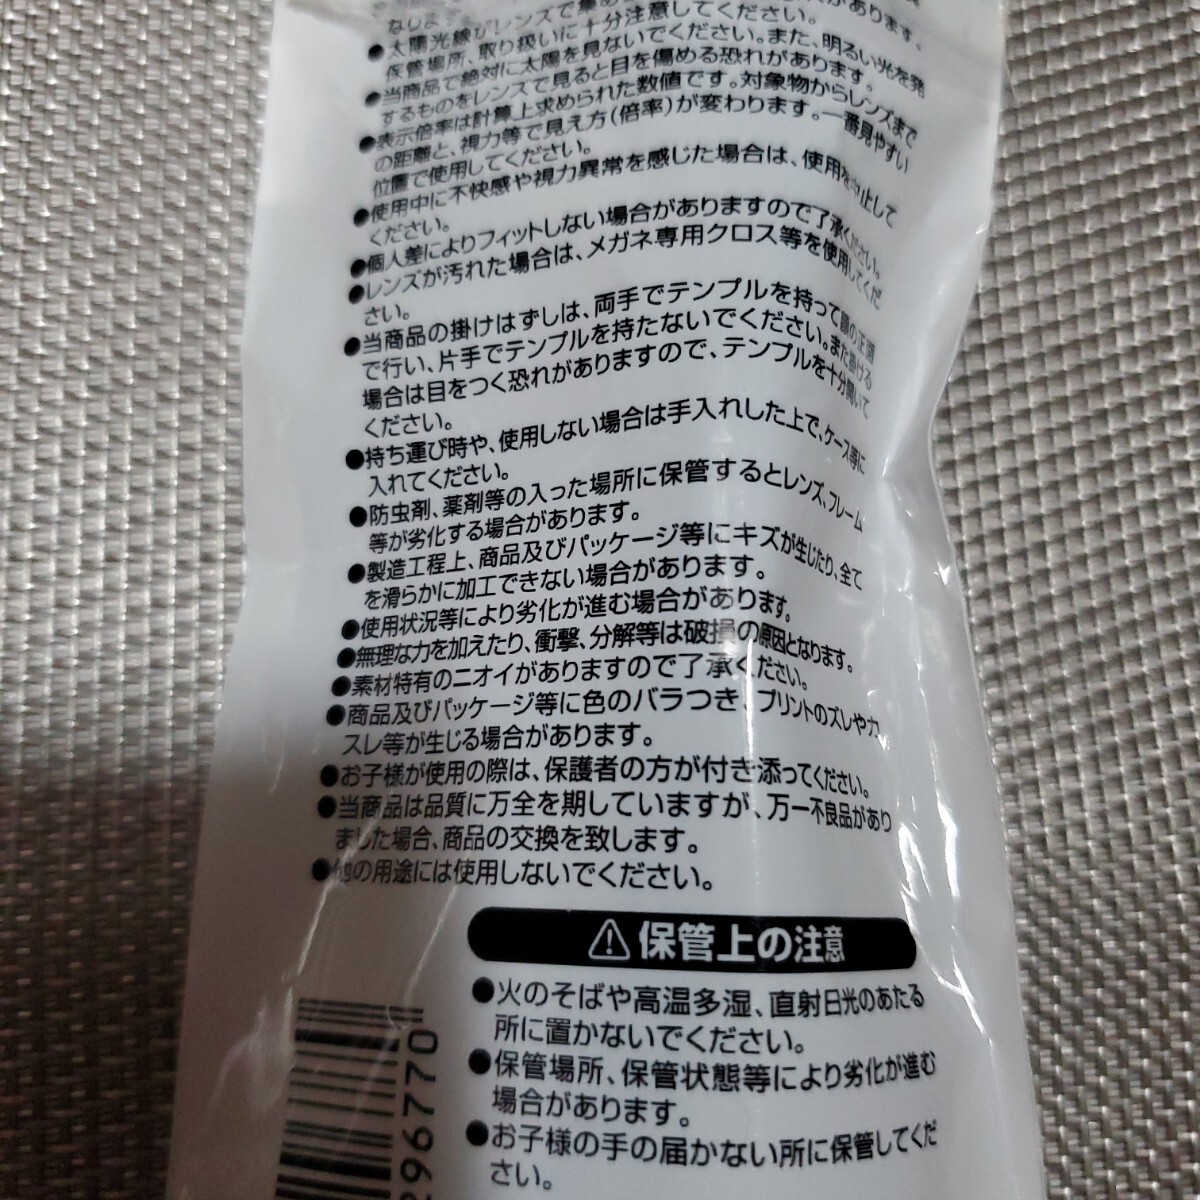 なります。
●太陽光線がレンズで集め
があります。
保管場所、取り扱いに十分注意してください。
●当商品で絶対に太陽を見ないでください。また、明るい光を発
するものをレンズで見ると目を傷める恐れがあります。
●表示倍率は計算上求められた数値です。対象物からレンズまで
の距離と、視力等で見え方(倍率)が変わります。一番見やすい
位置で使用してください。
●使用中に不快感や視力異常を感じた場合は、使用を中止して
ください。
●個人差によりフィットしない場合がありますので了承ください。
●レンズが汚れた場合は、メガネ専用クロス等を使用してくだ
さい。
●当商品の掛けはずしは、両手でテンプルを持って顔の正面
で行い、片手でテンプルを持たないでください。また掛ける
場合は目をつく恐れがありますので、テンプルを十分開いて
ください。
●持ち運び時や、使用しない場合は手入れした上で、ケース等に
入れてください。
●防虫剤、薬剤等の入った場所に保管するとレンズ、フレーム
等が劣化する場合があります。
●製造工程上、商品及びパッケージ等にキズが生じたり、全て
を滑らかに加工できない場合があります。
●使用状況等により劣化が進む場合があります。
●無理な力を加えたり、衝撃、分解等は破損の原因となります。
●素材特有のニオイがありますので了承ください。
●商品及びパッケージ等に色のバラつき、プリントのズレやカ
スレ等が生じる場合があります。
●お子様が使用の際は、保護者の方が付き添ってください。
●当商品は品質に万全を期していますが、万一不良品があり
ました場合、商品の交換を致します。
●他の用途には使用しないでください。
⚠保管上の注意
●火のそばや高温多湿、直射日光のあたる
所に置かないでください。
●保管場所、保管状態等により劣化が進む
場合があります。
●お子様の手の届かない所に保管してくだ
さい。
296770